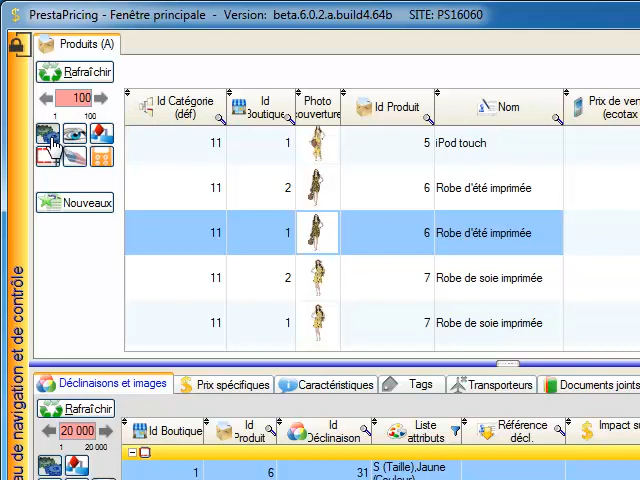 PrestaPricing - Fenêtre principale - Version: beta.6.0.2.a.build4.64b SITE: PS16060
Produits (A)
Rafraîchir
100
1 100
Nouveaux
Id Catégorie (déf)
Id Boutique
Photo couverture
Id Produit
Nom
Prix de ven
(ecotax
11 1 5 iPod touch
11 2 6 Robe d'été imprimée
11 1 6 Robe d'été imprimée
11 2 7 Robe de soie imprimée
11 1 7 Robe de soie imprimée
au de navigation et de contrôle
Déclinaisons et images
Prix spécifiques
Caractéristiques
Tags
Transporteurs
Documents joints
Rafraîchir
20 000
1 20 000
Id Boutique
Id Produit
Id Déclinaison
Liste attributs
Référence décl.
Impact su
1 6 31 S (Taille),Jaune
(Couleur)